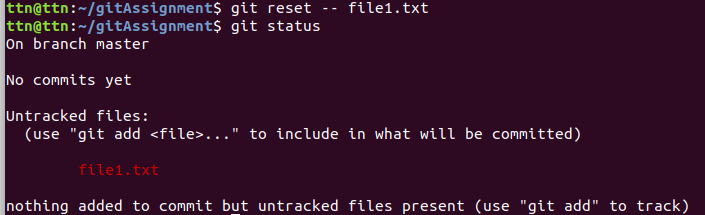 ttn@ttn:~/gitAssignment$ git reset -- file1.txt
ttn@ttn:~/gitAssignment$ git status
On branch master
No commits yet
Untracked files:
(use "git add <file>..." to include in what will be committed)
file1.txt
nothing added to commit but untracked files present (use "git add" to track)